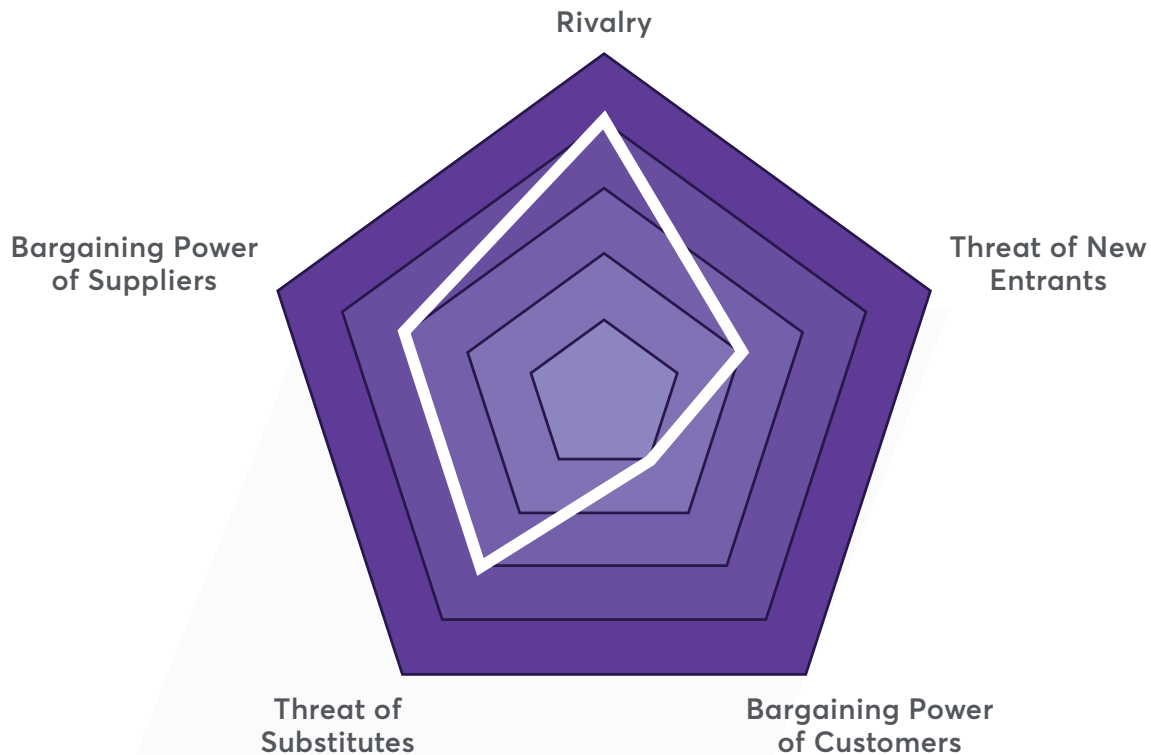 Rivalry
Bargaining Power
of Suppliers
Threat of New
Entrants
Threat of
Substitutes
Bargaining Power
of Customers